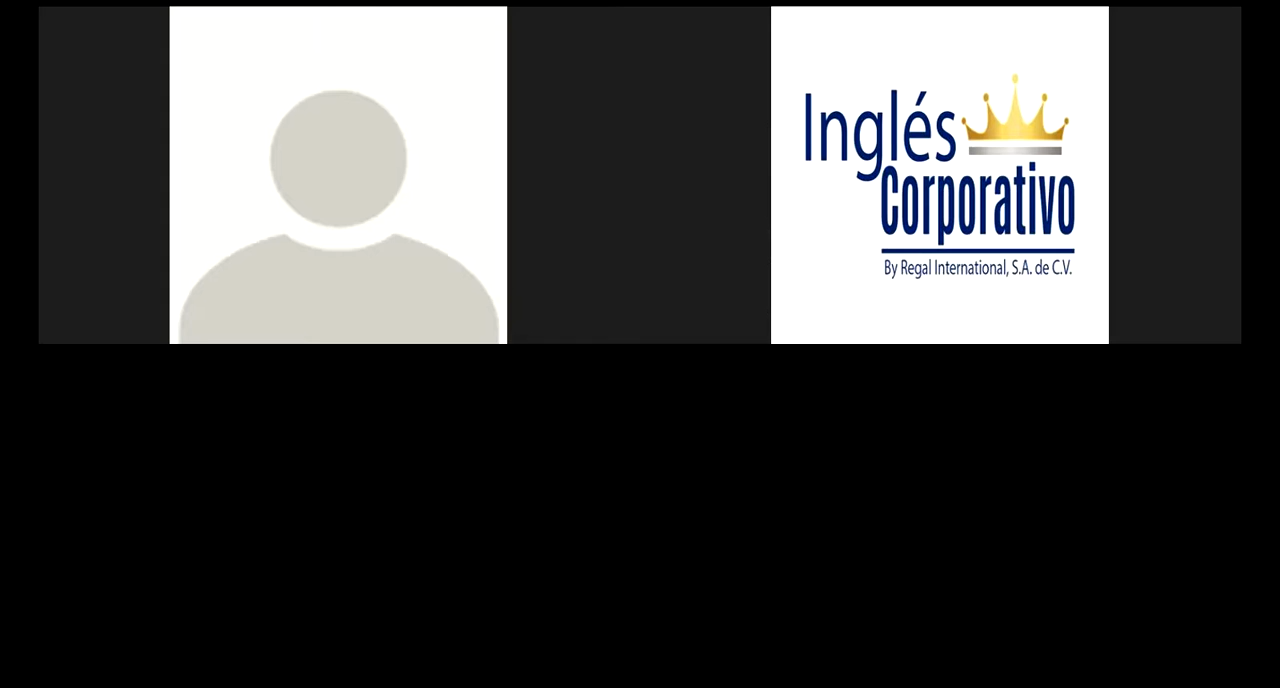 Inglés
Corporativo
By Regal International, S.A. de C.V.